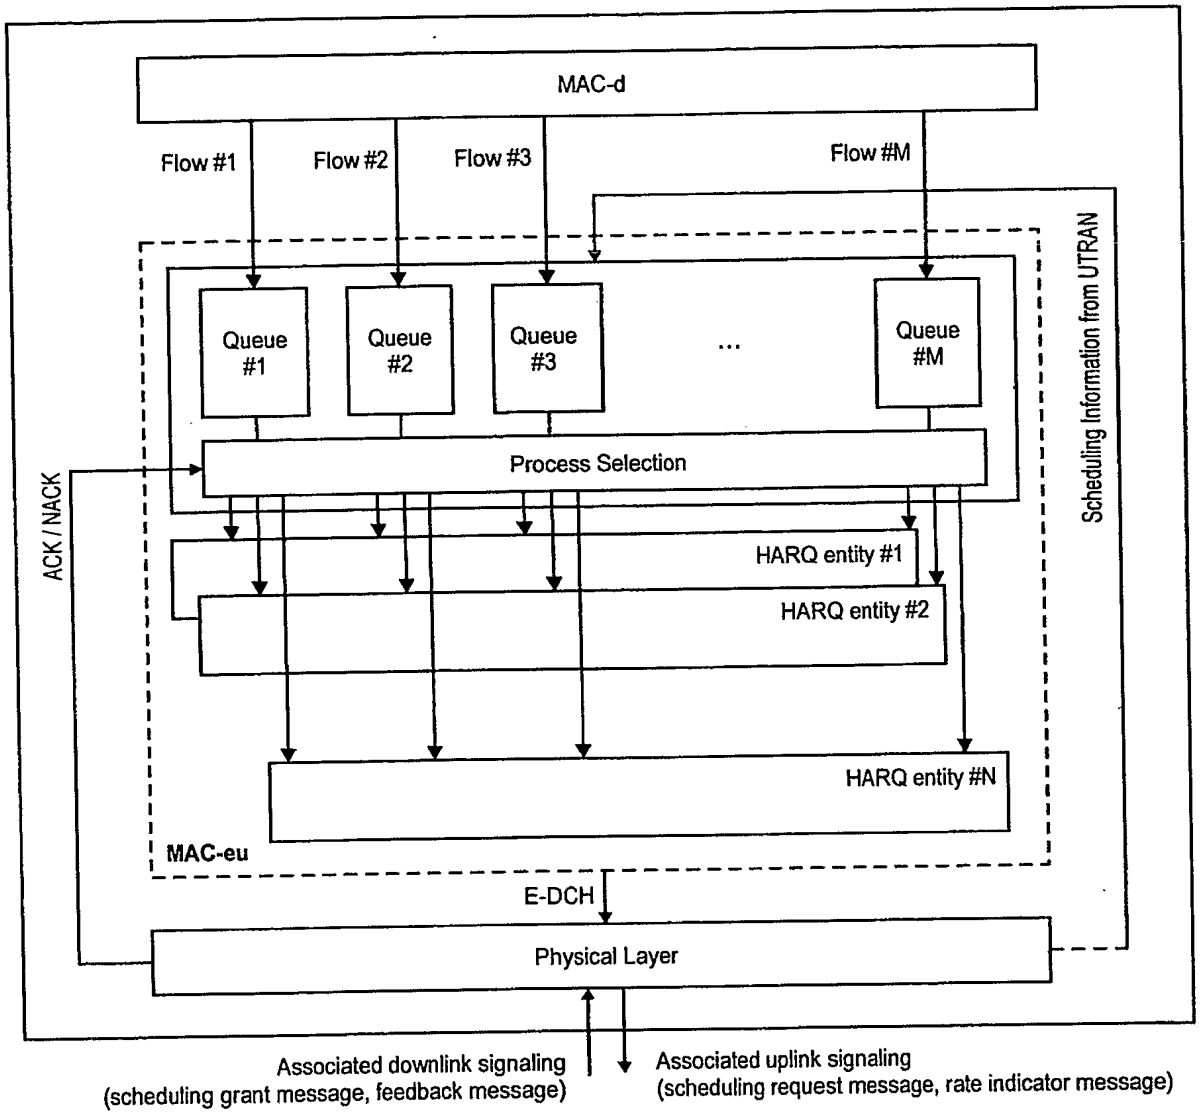 MAC-d
Flow #1
Flow #2
Flow #3
Flow #M
Scheduling Information from UTRAN
Queue
#1
Queue
#2
Queue
#3
...
Queue
#M
Process Selection
ACK / NACK
HARQ entity #1
HARQ entity #2
HARQ entity #N
MAC-eu
E-DCH
Physical Layer
Associated downlink signaling
(scheduling grant message, feedback message)
Associated uplink signaling
(scheduling request message, rate indicator message)